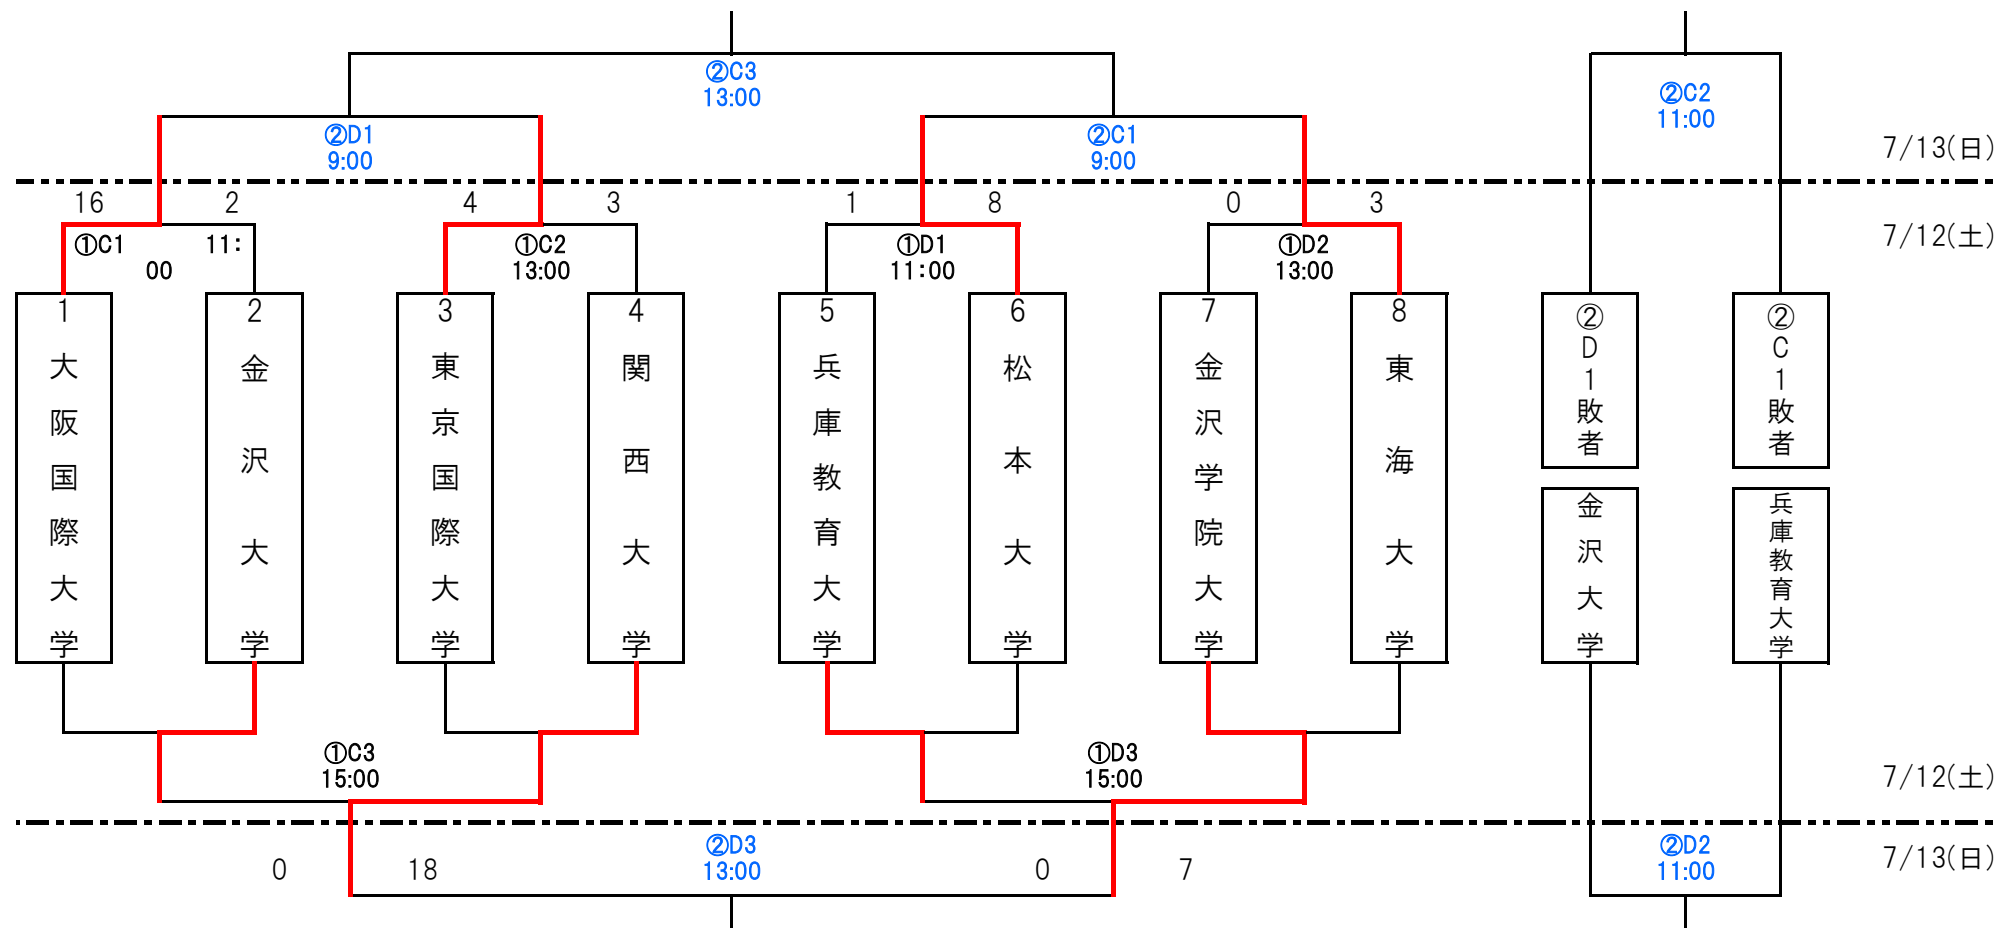 ②C3
13:00
②C2
11:00
②D1
9:00
②C1
9:00
7/13(日)
16 2 4 3 1 8 0 3
7/12(土)
①C1 11:
00
①C2
13:00
①D1
11:00
①D2
13:00
1
大阪国際大学
2
金沢大学
3
東京国際大学
4
関西大学
5
兵庫教育大学
6
松本大学
7
金沢学院大学
8
東海大学
②D1敗者
②C1敗者
金沢大学
兵庫教育大学
①C3
15:00
①D3
15:00
7/12(土)
②D3
13:00
②D2
11:00
7/13(日)
0 18 0 7